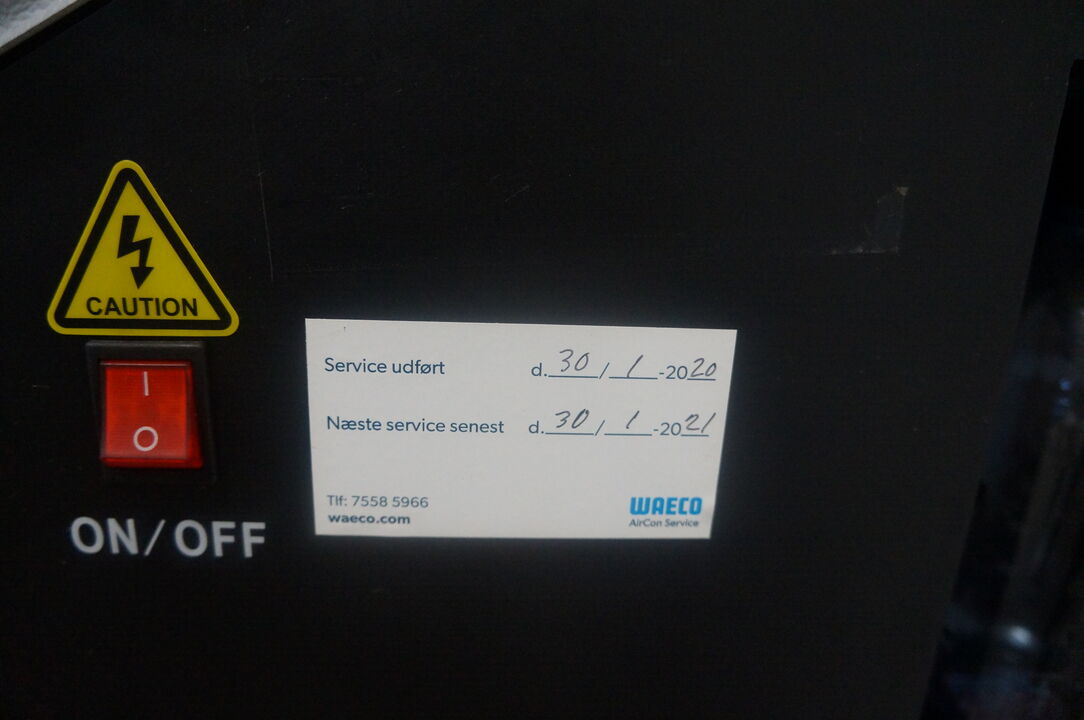 CAUTION
I
O
ON/OFF
Service udført d. 30 / 1 -2020
Næste service senest d. 30 / 1 -2021
Tlf: 7558 5966
waeco.com
WAECO
AirCon Service